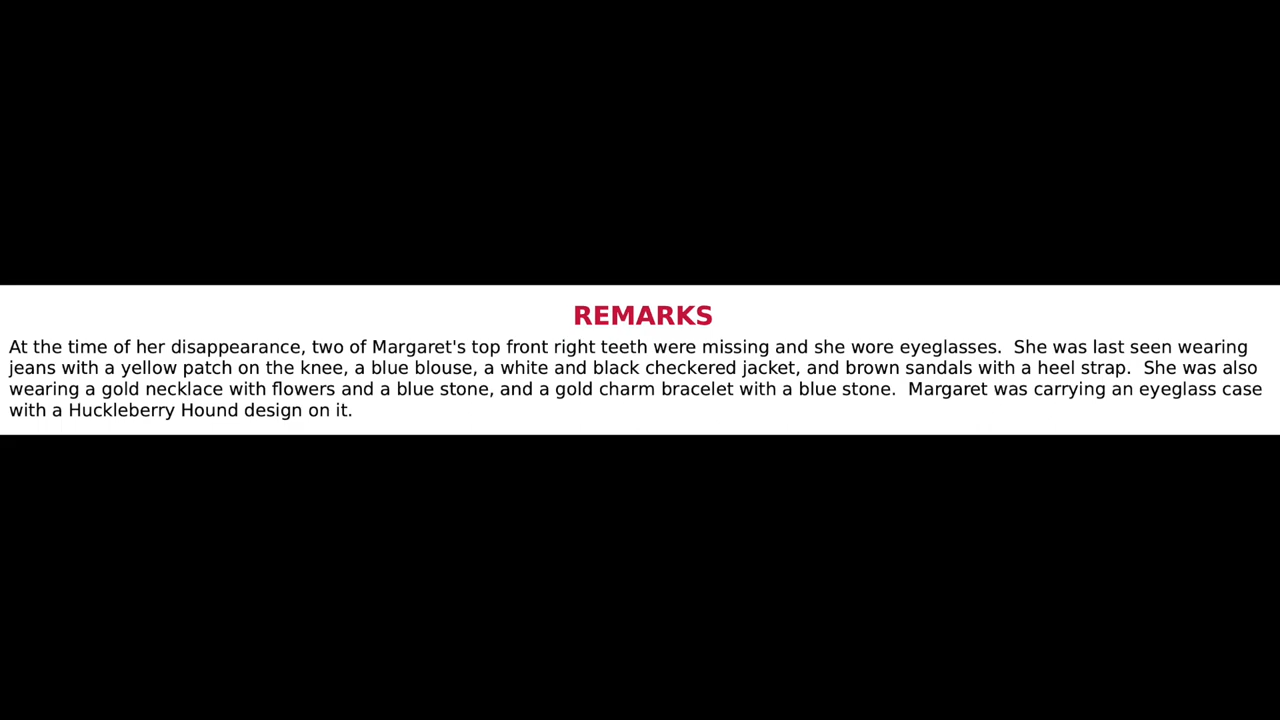 REMARKS
At the time of her disappearance, two of Margaret's top front right teeth were missing and she wore eyeglasses.  She was last seen wearing
jeans with a yellow patch on the knee, a blue blouse, a white and black checkered jacket, and brown sandals with a heel strap.  She was also
wearing a gold necklace with flowers and a blue stone, and a gold charm bracelet with a blue stone.  Margaret was carrying an eyeglass case
with a Huckleberry Hound design on it.